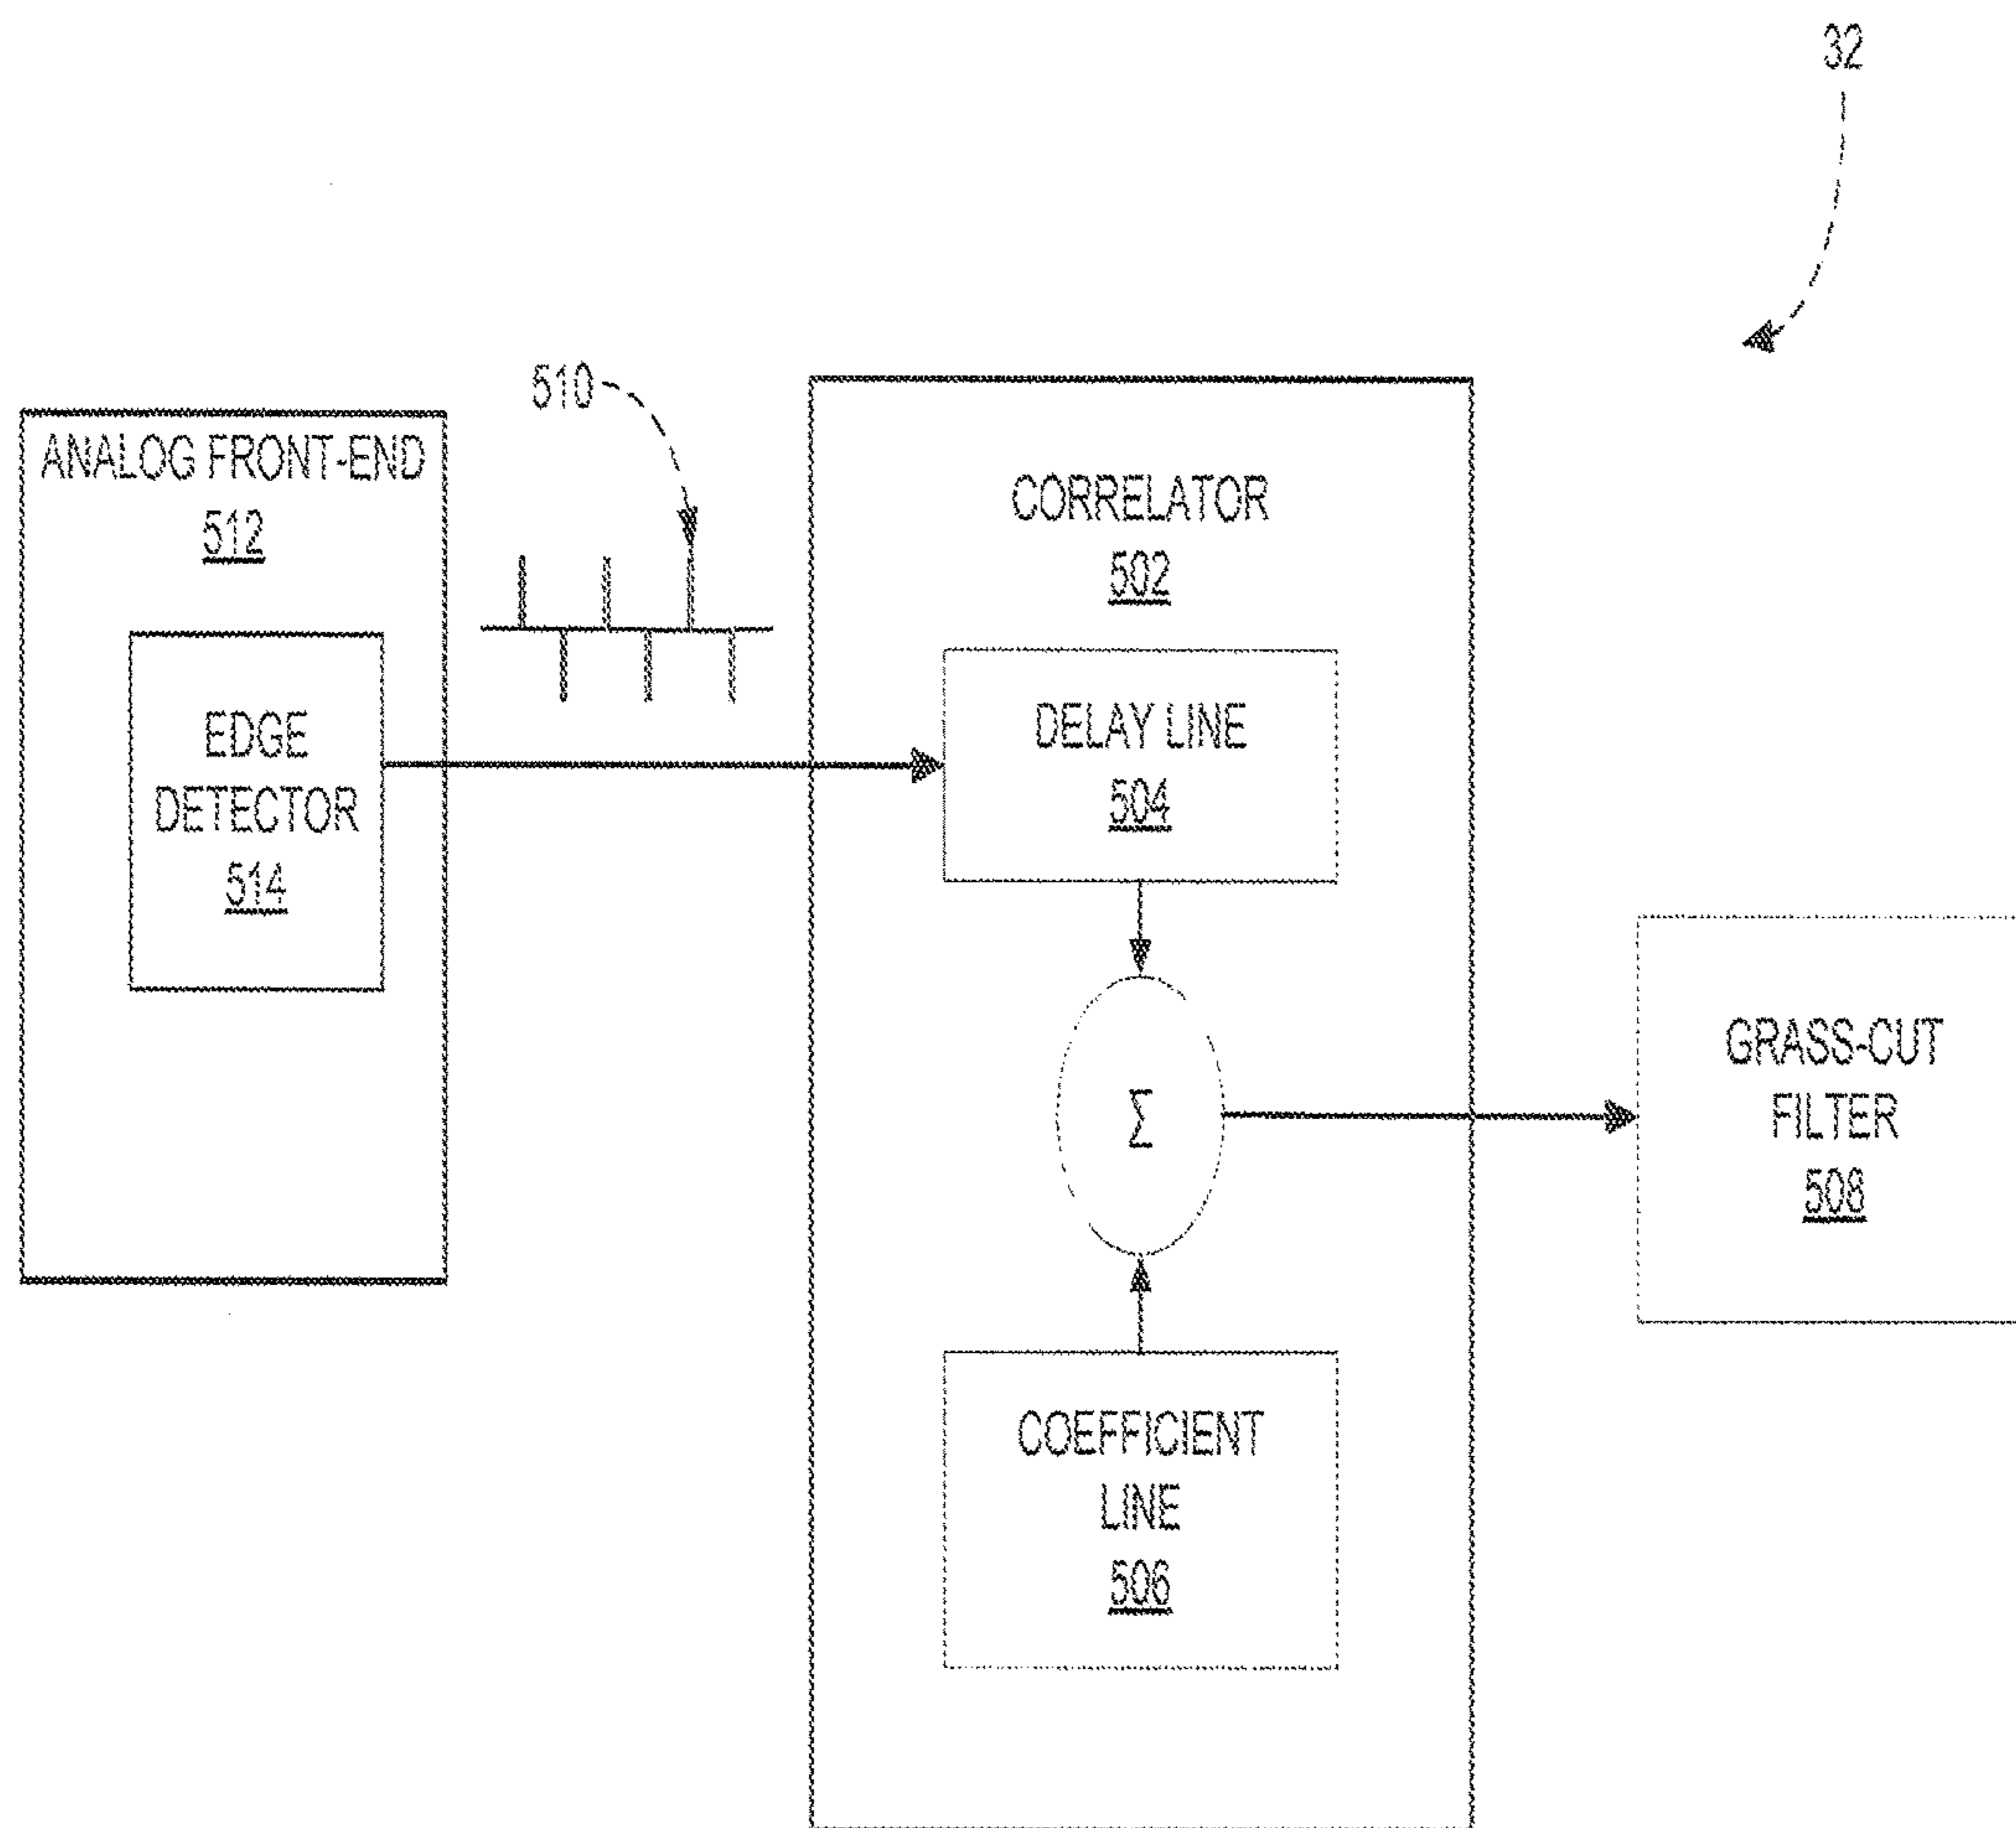 32
510
ANALOG FRONT-END
512
EDGE
DETECTOR
514
CORRELATOR
502
DELAY LINE
504
Σ
COEFFICIENT
LINE
506
GRASS-CUT
FILTER
508